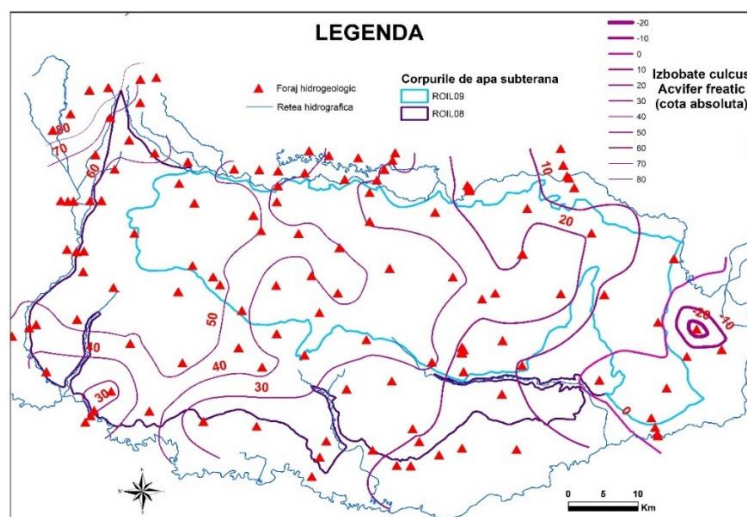 LEGENDA
Foraj hidrogeologic
Retea hidrografica
Corpurile de apa subterana
ROIL09
ROIL08
-20
-10
0
10
20
30
40
50
60
70
80
Izbobate culcus
Acvifer freatic
(cota absoluta)
80
70
60
10
20
50
-20
-10
40
40
30
30
0
0 5 10
Km